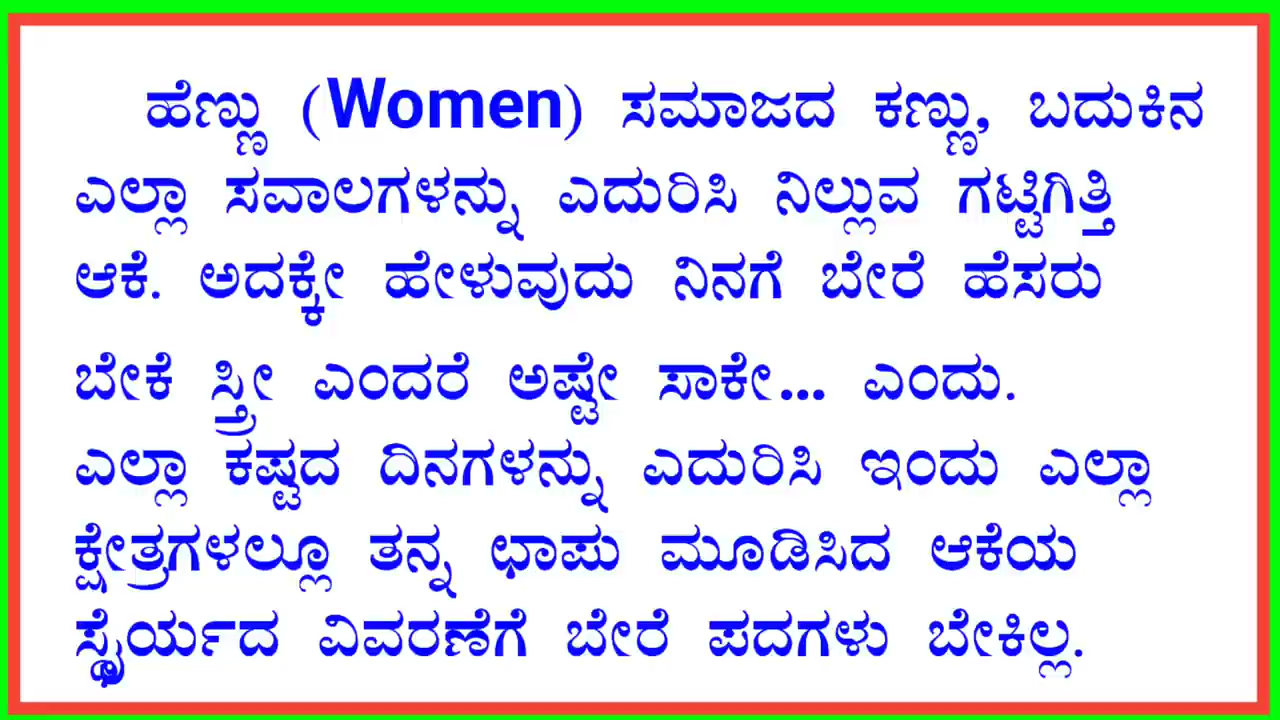 ಹೆಣ್ಣು (Women) ಸಮಾಜದ ಕಣ್ಣು, ಬದುಕಿನ
ಎಲ್ಲಾ ಸವಾಲಗಳನ್ನು ಎದುರಿಸಿ ನಿಲ್ಲುವ ಗಟ್ಟಿಗಿತ್ತಿ
ಆಕೆ. ಅದಕ್ಕೇ ಹೇಳುವುದು ನಿನಗೆ ಬೇರೆ ಹೆಸರು
ಬೇಕೆ ಸ್ತ್ರೀ ಎಂದರೆ ಅಷ್ಟೇ ಸಾಕೇ... ಎಂದು.
ಎಲ್ಲಾ ಕಷ್ಟದ ದಿನಗಳನ್ನು ಎದುರಿಸಿ ಇಂದು ಎಲ್ಲಾ
ಕ್ಷೇತ್ರಗಳಲ್ಲೂ ತನ್ನ ಛಾಪು ಮೂಡಿಸಿದ ಆಕೆಯ
ಸ್ಥೈರ್ಯದ ವಿವರಣೆಗೆ ಬೇರೆ ಪದಗಳು ಬೇಕಿಲ್ಲ.